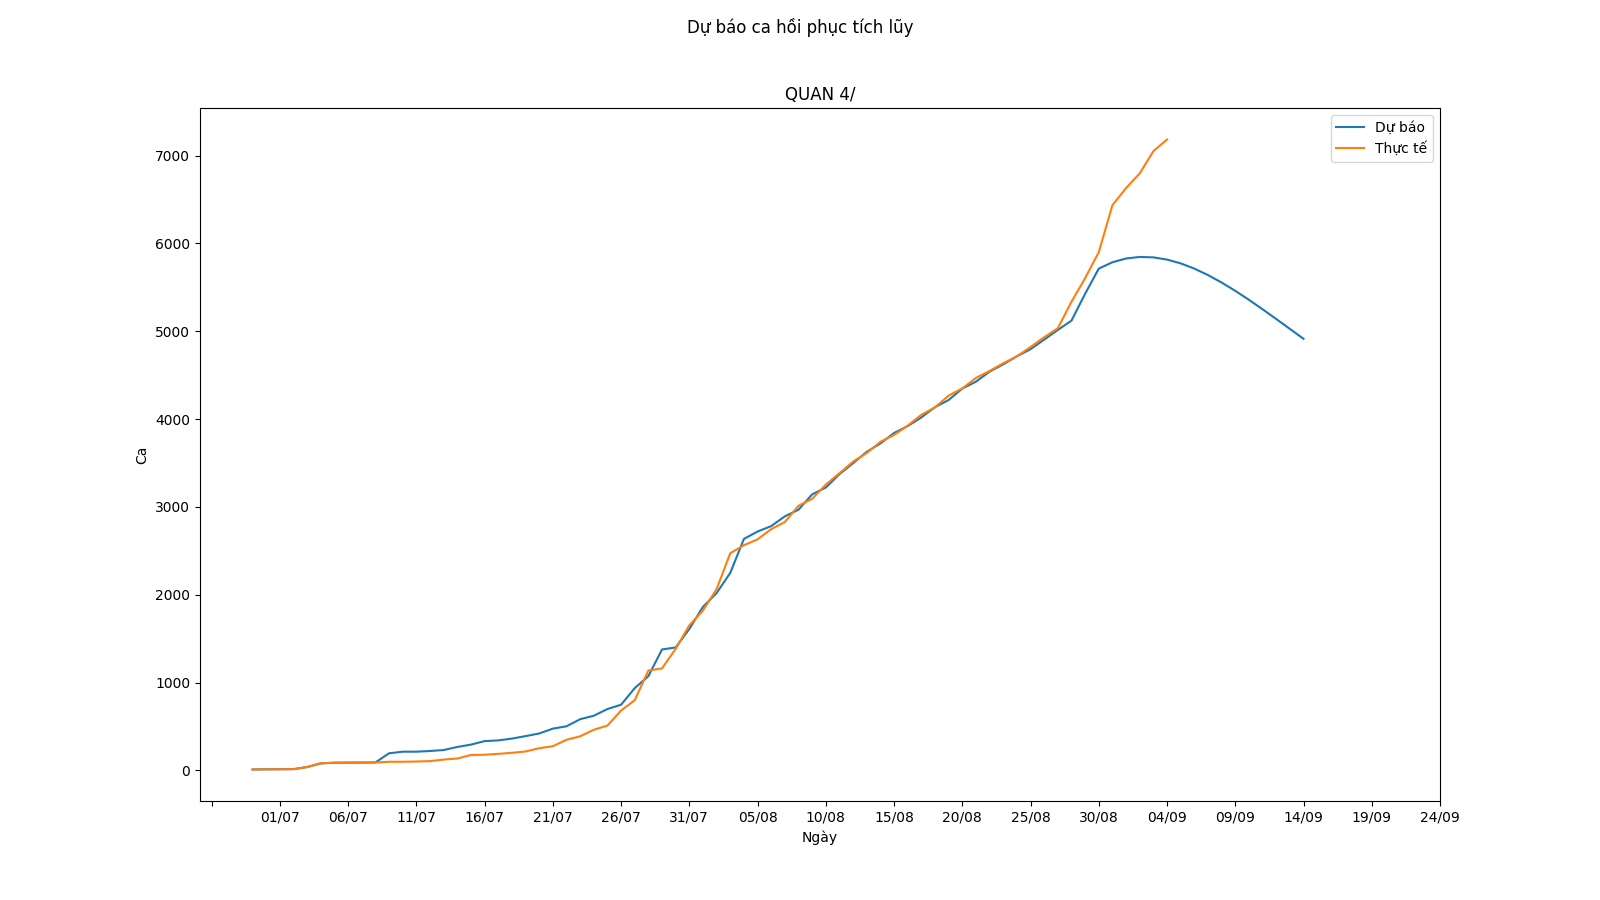 Dự báo ca hồi phục tích lũy
QUAN 4/
Dự báo
Thực tế
7000
6000
5000
4000
3000
2000
1000
0
Ca
01/07 06/07 11/07 16/07 21/07 26/07 31/07 05/08 10/08 15/08 20/08 25/08 30/08 04/09 09/09 14/09 19/09 24/09
Ngày